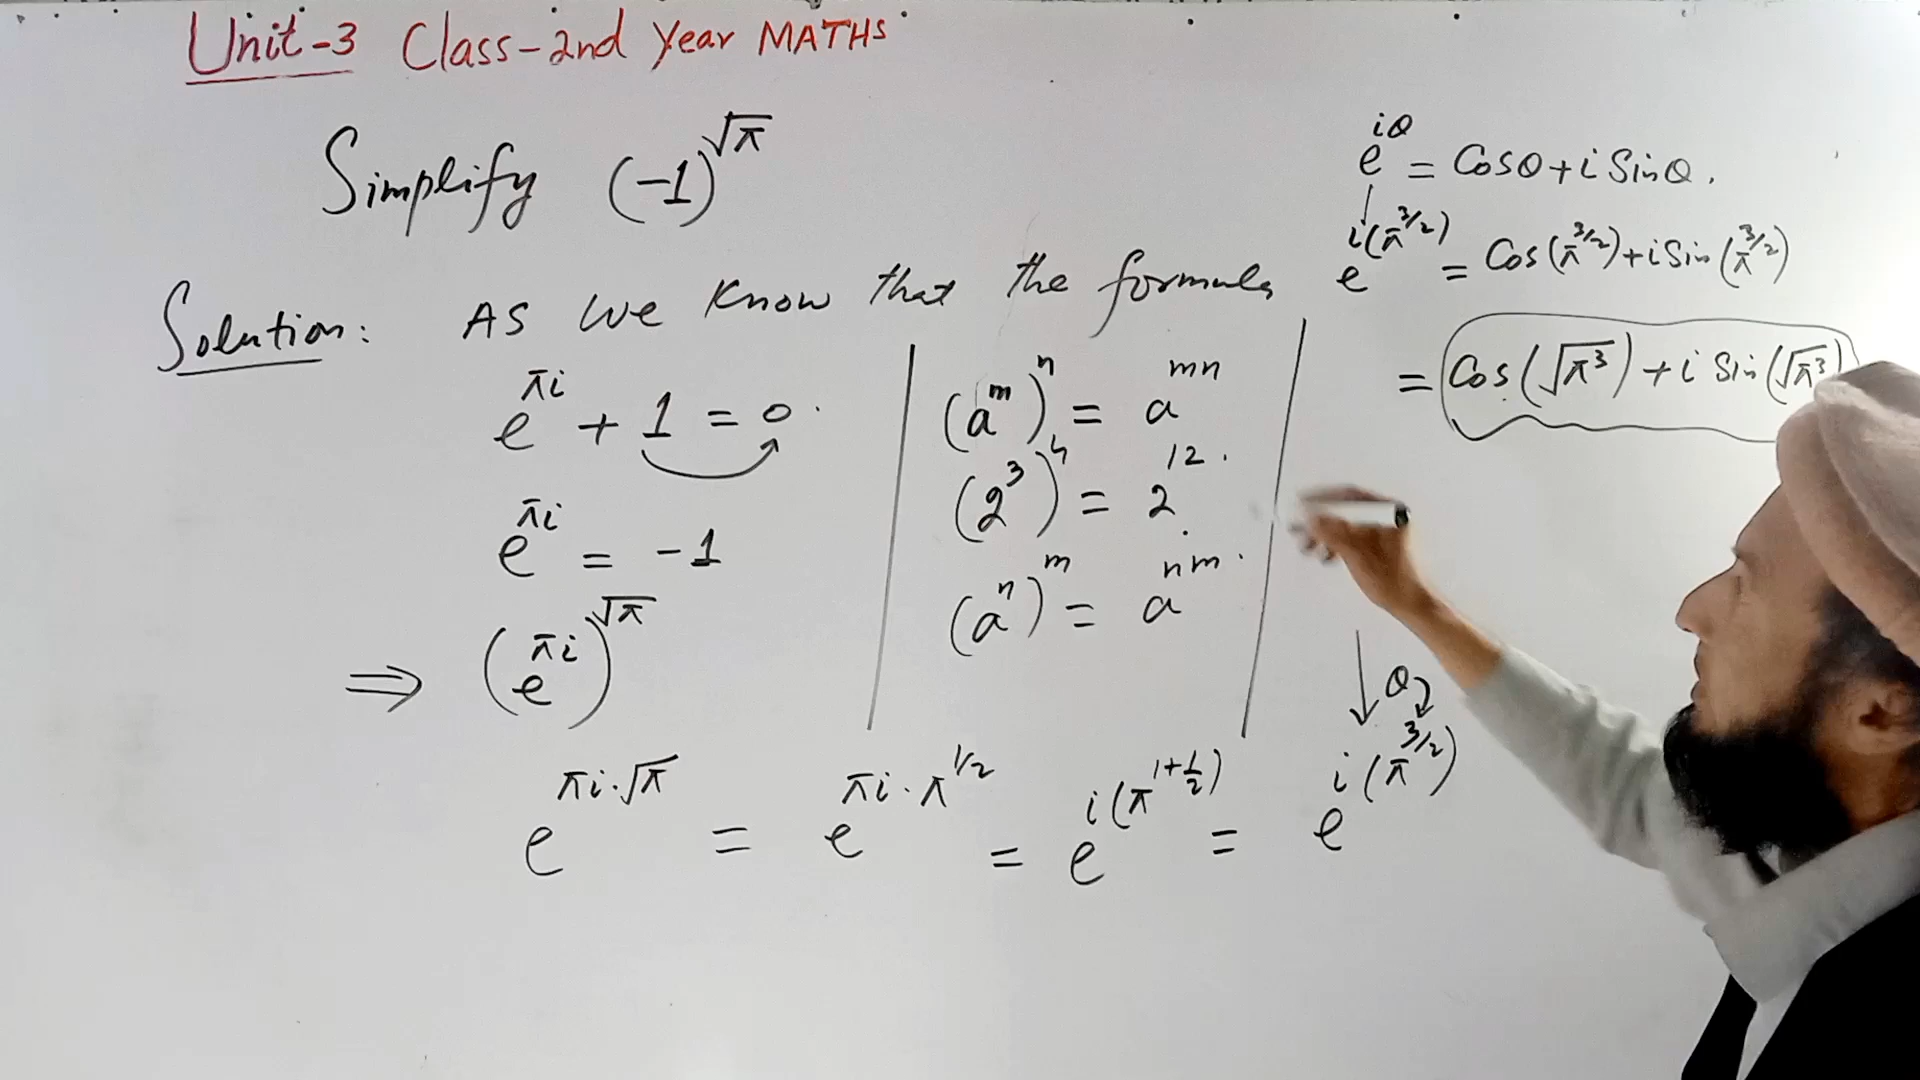 Unit-3 Class-2nd Year MATHS
Simplify (-1)^√π
Solution: As we know that the formula
e^πi + 1 = 0
e^πi = -1
⇒ (e^πi)^√π
(a^m)^n = a^mn
(2^3)^4 = 2^12.
(a^n)^m = a^nm.
e^iθ = Cosθ + i Sinθ.
e^i(π^3/2) = Cos(π^3/2) + i Sin(π^3/2)
= Cos(√π^3) + i Sin(√π^3)
θ
e^πi.√π = e^πi.π^1/2 = e^i(π^1+1/2) = e^i(π^3/2)